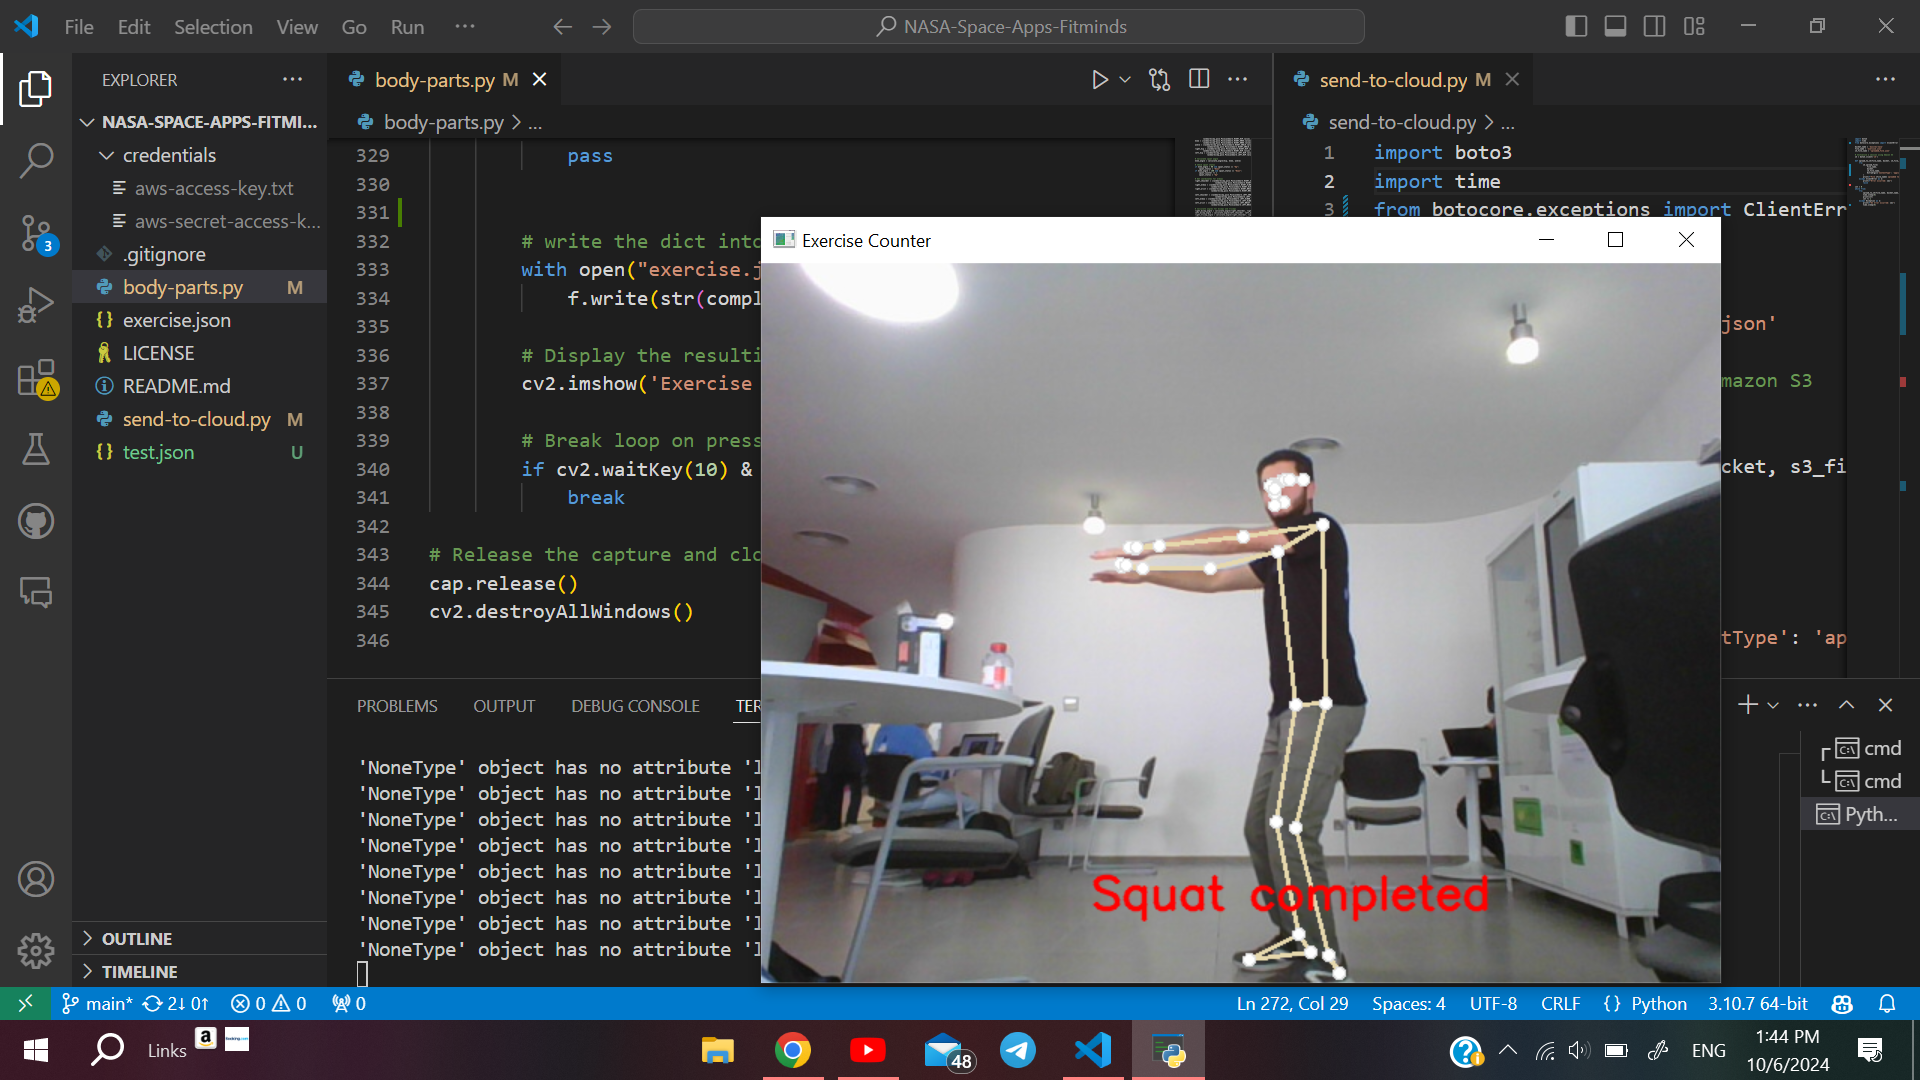 File Edit Selection View Go Run ···
NASA-Space-Apps-Fitminds
EXPLORER
NASA-SPACE-APPS-FITMI...
credentials
aws-access-key.txt
aws-secret-access-k...
.gitignore
body-parts.py M
exercise.json
LICENSE
README.md
send-to-cloud.py M
test.json U
OUTLINE
TIMELINE
body-parts.py M
body-parts.py > ...
329 pass
330
331
332 # write the dict into
333 with open("exercise.j
334 f.write(str(compl
335
336 # Display the resulti
337 cv2.imshow('Exercise
338
339 # Break loop on press
340 if cv2.waitKey(10) &
341 break
342
343 # Release the capture and clo
344 cap.release()
345 cv2.destroyAllWindows()
346
send-to-cloud.py M
send-to-cloud.py > ...
1 import boto3
2 import time
3 from botocore.exceptions import ClientErr
json'
mazon S3
cket, s3_fi
tType': 'ap
Exercise Counter
Squat completed
PROBLEMS OUTPUT DEBUG CONSOLE TER
'NoneType' object has no attribute 'l
'NoneType' object has no attribute 'l
'NoneType' object has no attribute 'l
'NoneType' object has no attribute 'l
'NoneType' object has no attribute 'l
'NoneType' object has no attribute 'l
'NoneType' object has no attribute 'l
'NoneType' object has no attribute 'l
cmd
cmd
Pyth...
3
main* 2↓ 0↑ 0 0 0
Ln 272, Col 29 Spaces: 4 UTF-8 CRLF {} Python 3.10.7 64-bit
Links
48
ENG
1:44 PM
10/6/2024